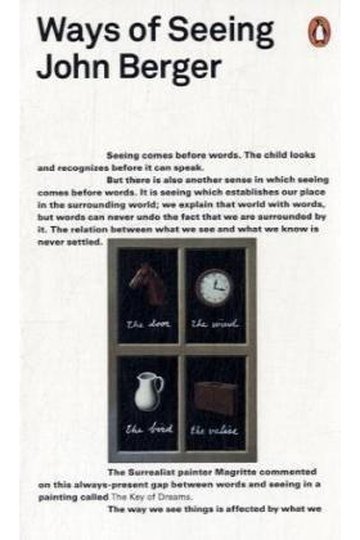 Ways of Seeing
John Berger
Seeing comes before words. The child looks
and recognizes before it can speak.
But there is also another sense in which seeing
comes before words. It is seeing which establishes our place
in the surrounding world; we explain that world with words,
but words can never undo the fact that we are surrounded by
it. The relation between what we see and what we know is
never settled.
the door
the wind
the bird
the valise
The Surrealist painter Magritte commented
on this always-present gap between words and seeing in a
painting called The Key of Dreams.
The way we see things is affected by what we